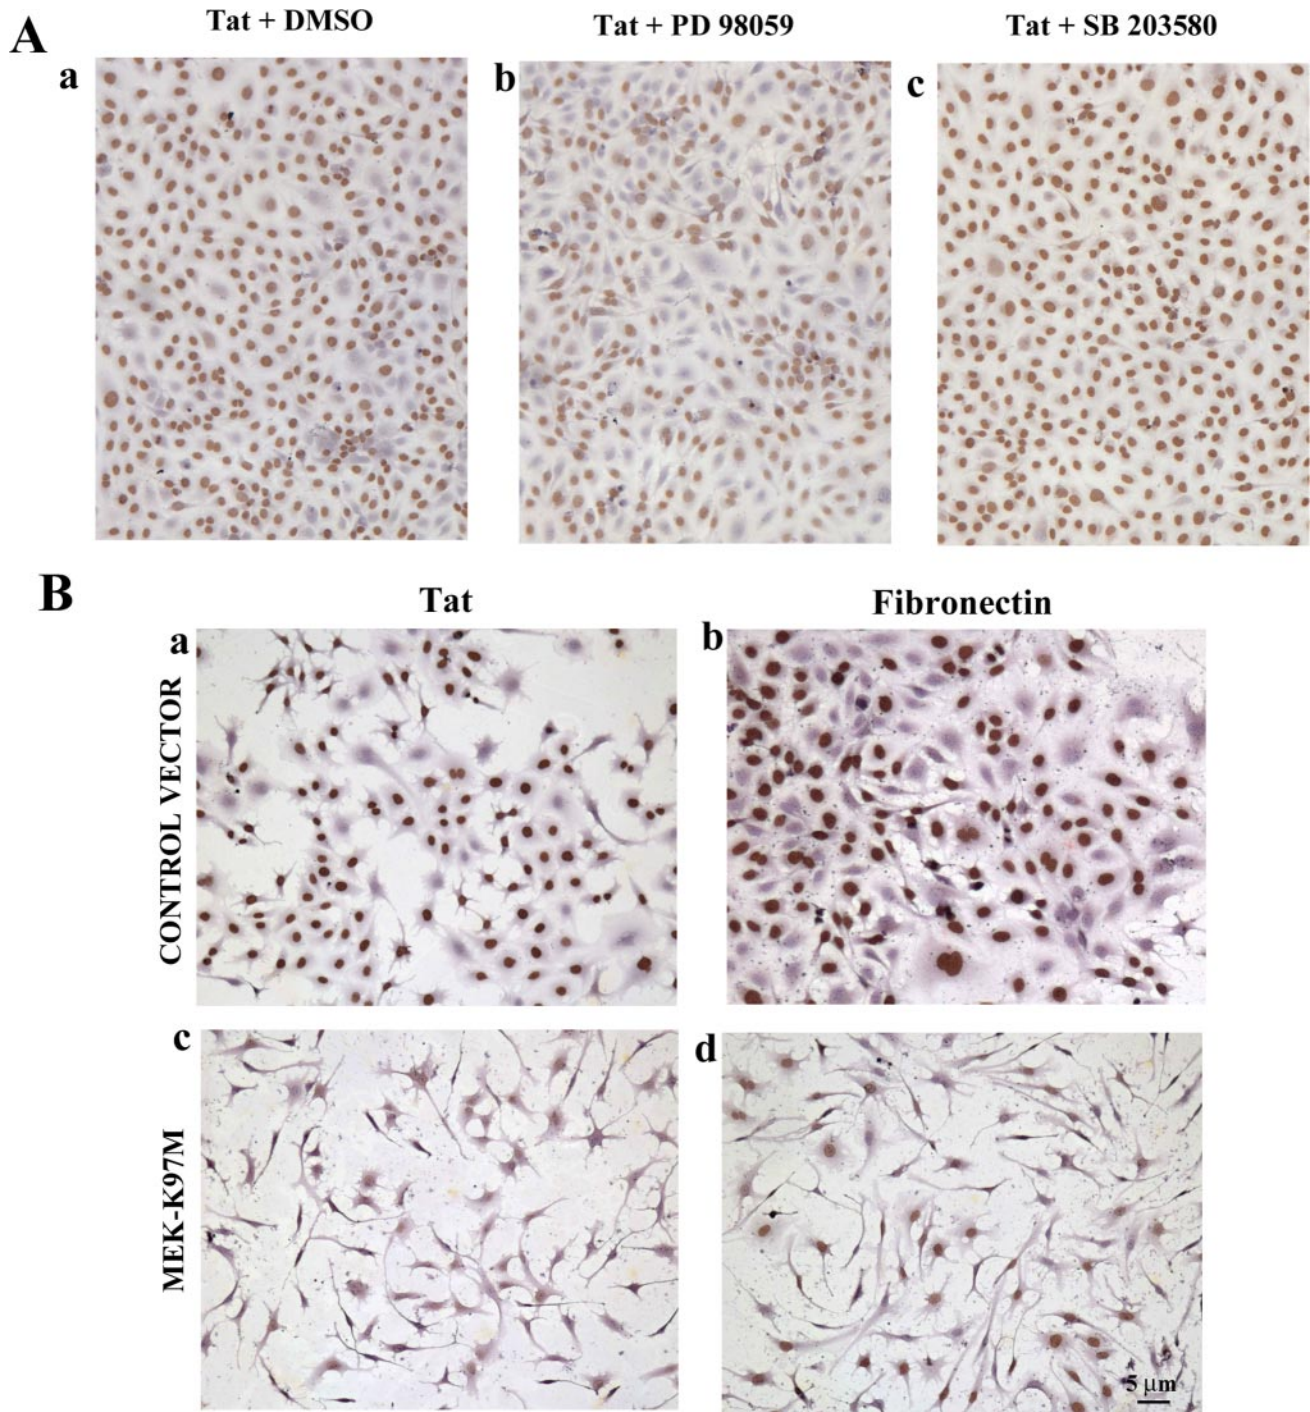 A
Tat + DMSO
Tat + PD 98059
Tat + SB 203580
a
b
c
B
Tat
Fibronectin
CONTROL VECTOR
a
b
MEK-K97M
c
d
5 μm